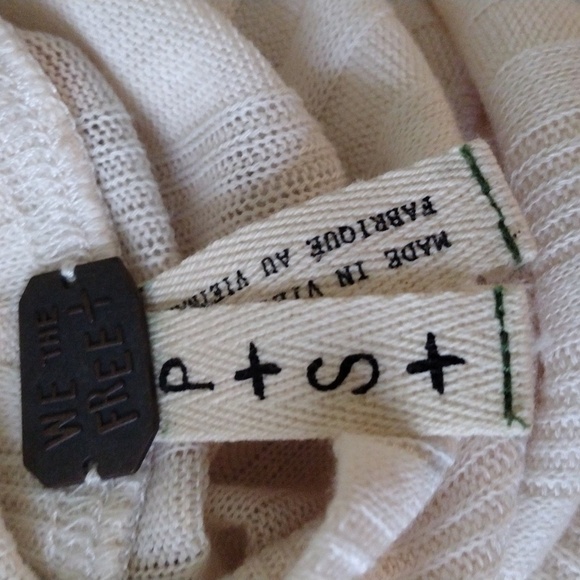 WE THE
FREE+
P
+
S
+
MADE IN
FABRIQUÉ AU